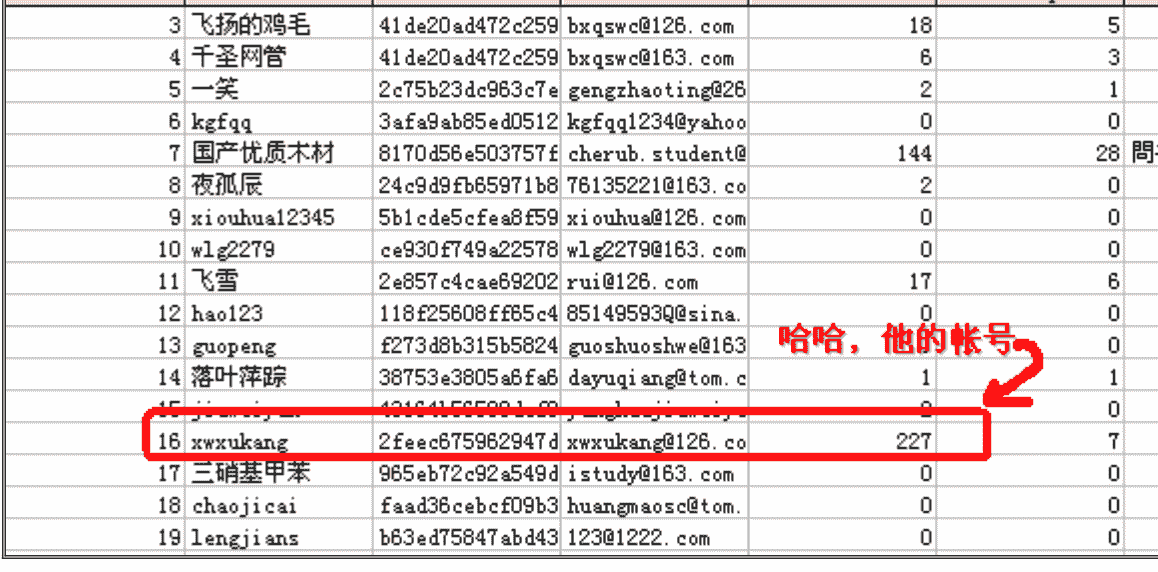 3 飞扬的鸡毛 41de20ad472c259 bxqswc@126.com 18 5
4 千圣网管 41de20ad472c259 bxqswc@163.com 6 3
5 一笑 2c75b23dc963c7e gengzhaoting@26 2 1
6 kgfqq 3afa9ab85ed0512 kgfqq1234@yahoo 0 0
7 国产优质木材 8170d56e503757f cherub.student@ 144 28 問
8 夜孤辰 24c9d9fb65971b8 76135221@163.co 2 0
9 xiouhua12345 5b1cde5cfea8f59 xiouhua@126.com 0 0
10 wlg2279 ce930f749a22578 wlg2279@163.com 0 0
11 飞雪 2e857c4cae69202 rui@126.com 17 6
12 hao123 118f25608ff65c4 85149593Q@sina. 0 0
哈哈，他的帐号
13 guopeng f273d8b315b5824 guoshuoshwe@163 0
14 落叶萍踪 38753e3805a6fa6 dayuqiang@tom.c 1 1
15 0
16 xwxukang 2feec675962947d xwxukang@126.co 227 7
17 三硝基甲苯 965eb72c92a549d istudy@163.com 0 0
18 chaojicai faad36cebcf09b3 huangmaosc@tom. 0 0
19 lengjians b63ed75847abd43 123@1222.com 0 0